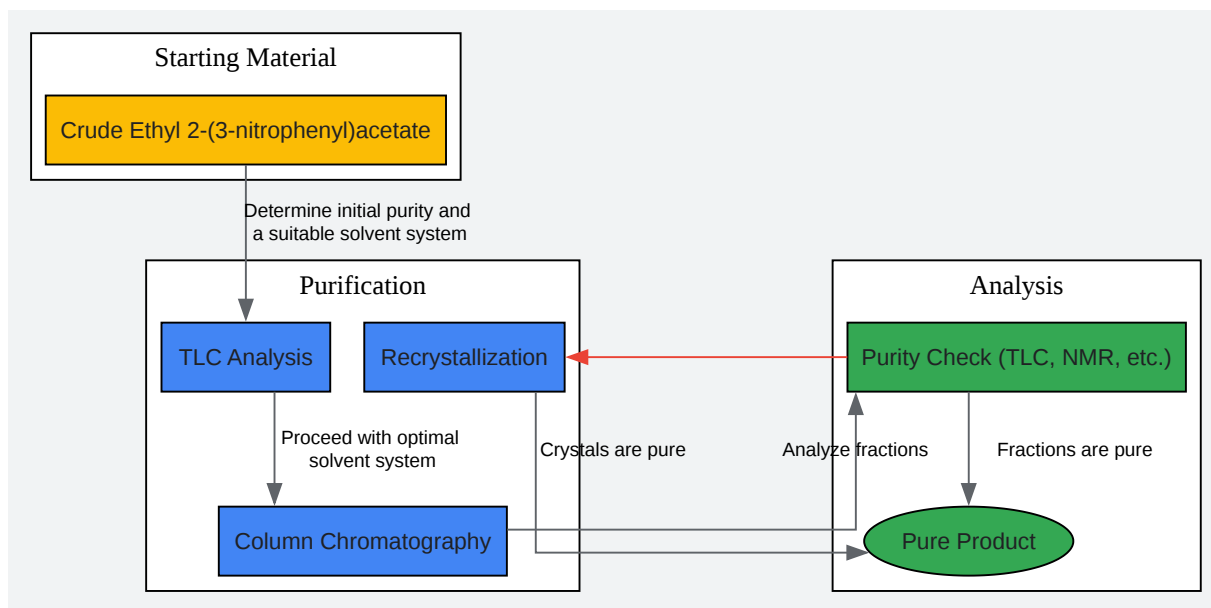 Starting Material
Crude Ethyl 2-(3-nitrophenyl)acetate
Determine initial purity and
a suitable solvent system
Purification
Analysis
TLC Analysis
Recrystallization
Purity Check (TLC, NMR, etc.)
Proceed with optimal
solvent system
Crystals are pure
Analyze fractions
Fractions are pure
Column Chromatography
Pure Product